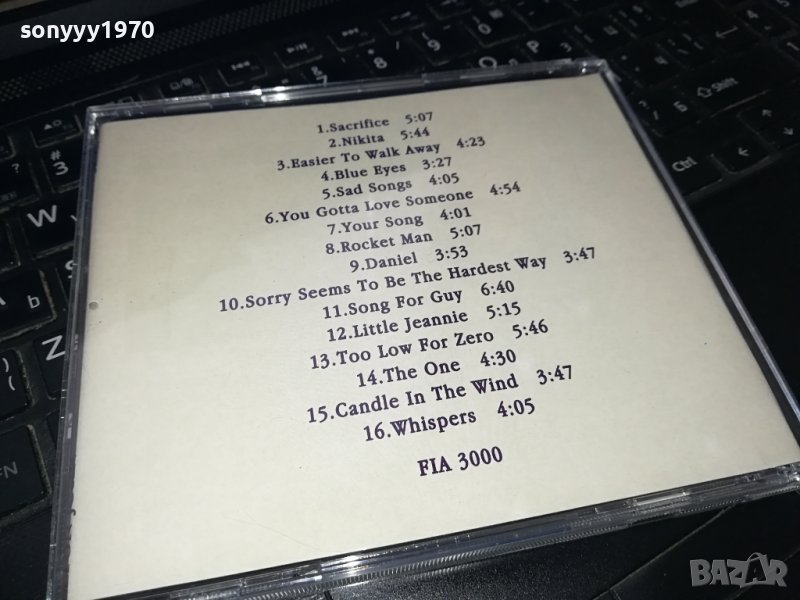 sonyyy1970
1.Sacrifice 5:07
2.Nikita 5:44
3.Easier To Walk Away 4:23
4.Blue Eyes 3:27
5.Sad Songs 4:05
6.You Gotta Love Someone 4:54
7.Your Song 4:01
8.Rocket Man 5:07
9.Daniel 3:53
10.Sorry Seems To Be The Hardest Way 3:47
11.Song For Guy 6:40
12.Little Jeannie 5:15
13.Too Low For Zero 5:46
14.The One 4:30
15.Candle In The Wind 3:47
16.Whispers 4:05
FIA 3000
Shift
Ctrl
W
Z
Alt
BAZAR